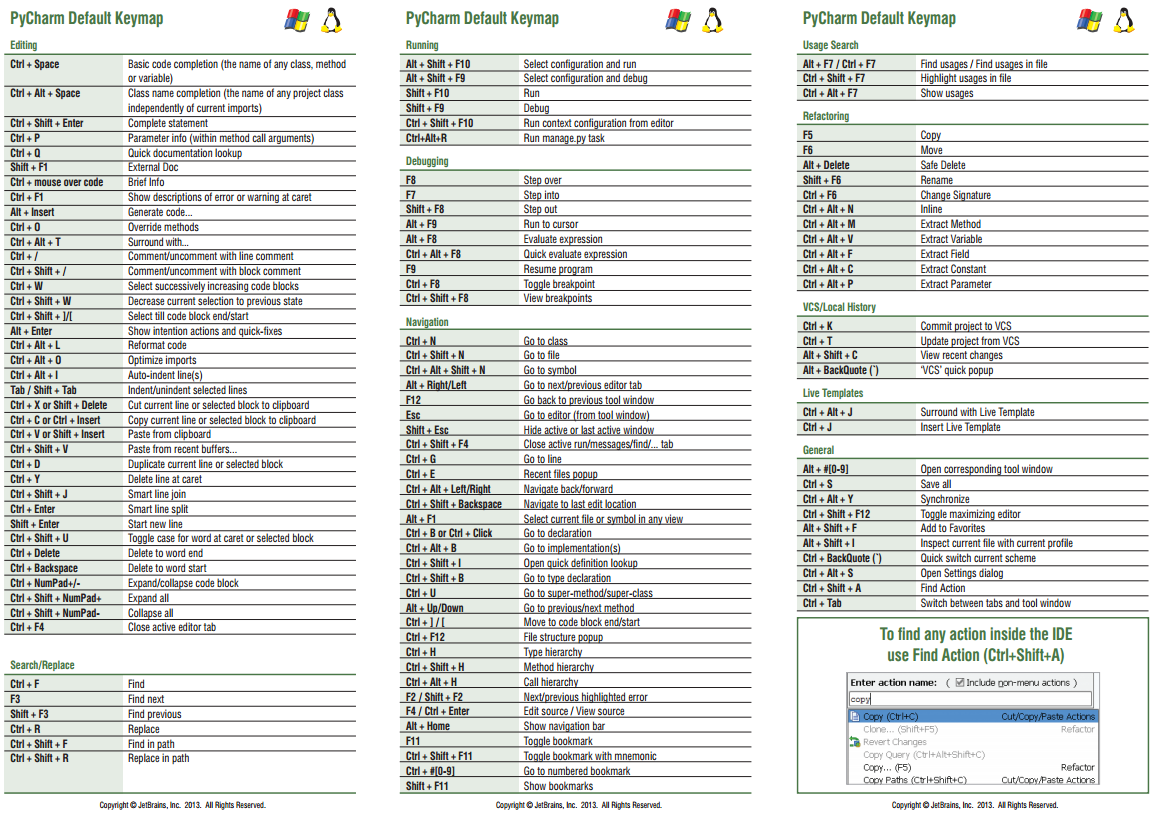 PyCharm Default Keymap
Editing
Ctrl + Space Basic code completion (the name of any class, method
or variable)
Ctrl + Alt + Space Class name completion (the name of any project class
independently of current imports)
Ctrl + Shift + Enter Complete statement
Ctrl + P Parameter info (within method call arguments)
Ctrl + Q Quick documentation lookup
Shift + F1 External Doc
Ctrl + mouse over code Brief Info
Ctrl + F1 Show descriptions of error or warning at caret
Alt + Insert Generate code...
Ctrl + O Override methods
Ctrl + Alt + T Surround with...
Ctrl + / Comment/uncomment with line comment
Ctrl + Shift + / Comment/uncomment with block comment
Ctrl + W Select successively increasing code blocks
Ctrl + Shift + W Decrease current selection to previous state
Ctrl + Shift + ]/[ Select till code block end/start
Alt + Enter Show intention actions and quick-fixes
Ctrl + Alt + L Reformat code
Ctrl + Alt + O Optimize imports
Ctrl + Alt + I Auto-indent line(s)
Tab / Shift + Tab Indent/unindent selected lines
Ctrl + X or Shift + Delete Cut current line or selected block to clipboard
Ctrl + C or Ctrl + Insert Copy current line or selected block to clipboard
Ctrl + V or Shift + Insert Paste from clipboard
Ctrl + Shift + V Paste from recent buffers...
Ctrl + D Duplicate current line or selected block
Ctrl + Y Delete line at caret
Ctrl + Shift + J Smart line join
Ctrl + Enter Smart line split
Shift + Enter Start new line
Ctrl + Shift + U Toggle case for word at caret or selected block
Ctrl + Delete Delete to word end
Ctrl + Backspace Delete to word start
Ctrl + NumPad+/- Expand/collapse code block
Ctrl + Shift + NumPad+ Expand all
Ctrl + Shift + NumPad- Collapse all
Ctrl + F4 Close active editor tab
Search/Replace
Ctrl + F Find
F3 Find next
Shift + F3 Find previous
Ctrl + R Replace
Ctrl + Shift + F Find in path
Ctrl + Shift + R Replace in path
Copyright © JetBrains, Inc. 2013. All Rights Reserved.
PyCharm Default Keymap
Running
Alt + Shift + F10 Select configuration and run
Alt + Shift + F9 Select configuration and debug
Shift + F10 Run
Shift + F9 Debug
Ctrl + Shift + F10 Run context configuration from editor
Ctrl+Alt+R Run manage.py task
Debugging
F8 Step over
F7 Step into
Shift + F8 Step out
Alt + F9 Run to cursor
Alt + F8 Evaluate expression
Ctrl + Alt + F8 Quick evaluate expression
F9 Resume program
Ctrl + F8 Toggle breakpoint
Ctrl + Shift + F8 View breakpoints
Navigation
Ctrl + N Go to class
Ctrl + Shift + N Go to file
Ctrl + Alt + Shift + N Go to symbol
Alt + Right/Left Go to next/previous editor tab
F12 Go back to previous tool window
Esc Go to editor (from tool window)
Shift + Esc Hide active or last active window
Ctrl + Shift + F4 Close active run/messages/find/... tab
Ctrl + G Go to line
Ctrl + E Recent files popup
Ctrl + Alt + Left/Right Navigate back/forward
Ctrl + Shift + Backspace Navigate to last edit location
Alt + F1 Select current file or symbol in any view
Ctrl + B or Ctrl + Click Go to declaration
Ctrl + Alt + B Go to implementation(s)
Ctrl + Shift + I Open quick definition lookup
Ctrl + Shift + B Go to type declaration
Ctrl + U Go to super-method/super-class
Alt + Up/Down Go to previous/next method
Ctrl + ] / [ Move to code block end/start
Ctrl + F12 File structure popup
Ctrl + H Type hierarchy
Ctrl + Shift + H Method hierarchy
Ctrl + Alt + H Call hierarchy
F2 / Shift + F2 Next/previous highlighted error
F4 / Ctrl + Enter Edit source / View source
Alt + Home Show navigation bar
F11 Toggle bookmark
Ctrl + Shift + F11 Toggle bookmark with mnemonic
Ctrl + #[0-9] Go to numbered bookmark
Shift + F11 Show bookmarks
Copyright © JetBrains, Inc. 2013. All Rights Reserved.
PyCharm Default Keymap
Usage Search
Alt + F7 / Ctrl + F7 Find usages / Find usages in file
Ctrl + Shift + F7 Highlight usages in file
Ctrl + Alt + F7 Show usages
Refactoring
F5 Copy
F6 Move
Alt + Delete Safe Delete
Shift + F6 Rename
Ctrl + F6 Change Signature
Ctrl + Alt + N Inline
Ctrl + Alt + M Extract Method
Ctrl + Alt + V Extract Variable
Ctrl + Alt + F Extract Field
Ctrl + Alt + C Extract Constant
Ctrl + Alt + P Extract Parameter
VCS/Local History
Ctrl + K Commit project to VCS
Ctrl + T Update project from VCS
Alt + Shift + C View recent changes
Alt + BackQuote (`) ‘VCS’ quick popup
Live Templates
Ctrl + Alt + J Surround with Live Template
Ctrl + J Insert Live Template
General
Alt + #[0-9] Open corresponding tool window
Ctrl + S Save all
Ctrl + Alt + Y Synchronize
Ctrl + Shift + F12 Toggle maximizing editor
Alt + Shift + F Add to Favorites
Alt + Shift + I Inspect current file with current profile
Ctrl + BackQuote (`) Quick switch current scheme
Ctrl + Alt + S Open Settings dialog
Ctrl + Shift + A Find Action
Ctrl + Tab Switch between tabs and tool window
To find any action inside the IDE
use Find Action (Ctrl+Shift+A)
Enter action name: ( Include non-menu actions )
copy
Copy (Ctrl+C) Cut/Copy/Paste Actions
Clone... (Shift+F5) Refactor
Revert Changes
Copy Query (Ctrl+Alt+Shift+C)
Copy... (F5) Refactor
Copy Paths (Ctrl+Shift+C) Cut/Copy/Paste Actions
Copyright © JetBrains, Inc. 2013. All Rights Reserved.